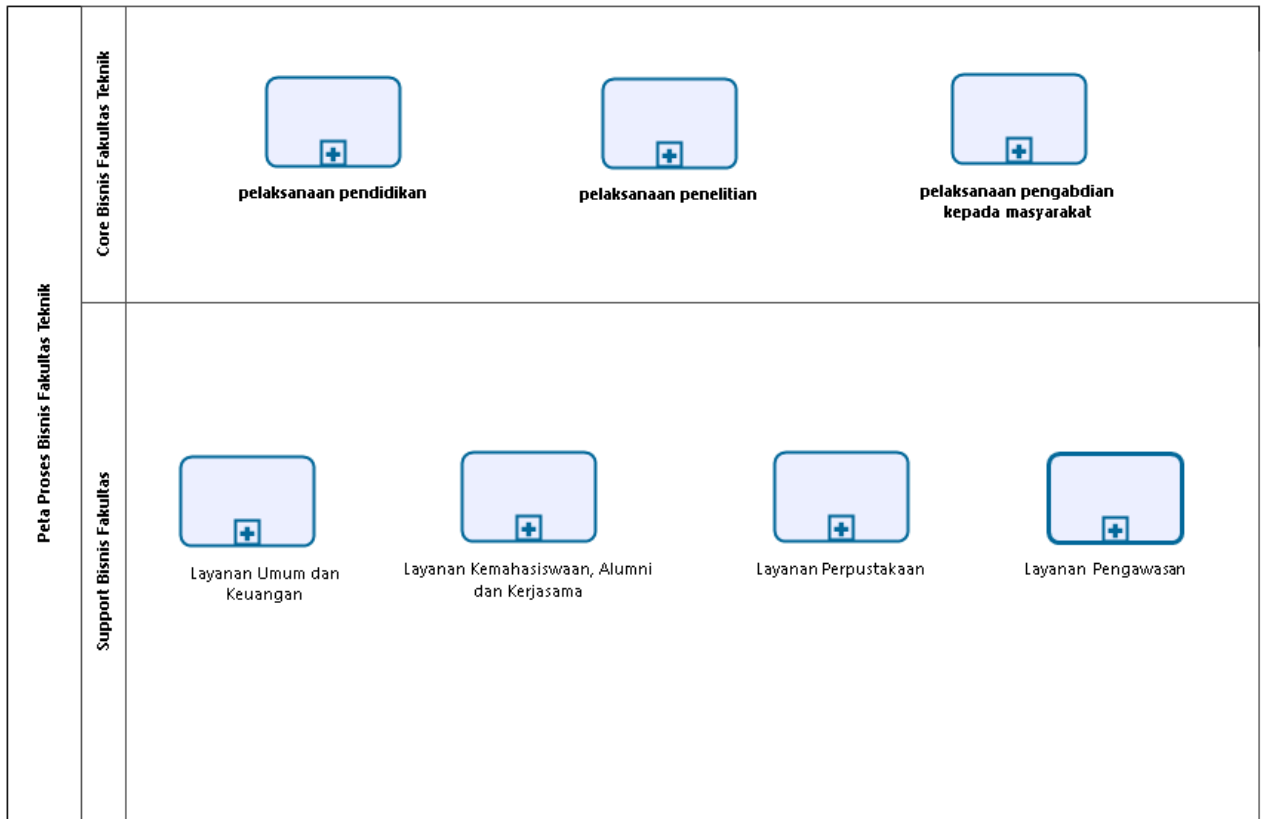 Peta Proses Bisnis Fakultas Teknik
Core Bisnis Fakultas Teknik
pelaksanaan pendidikan
pelaksanaan penelitian
pelaksanaan pengabdian
kepada masyarakat
Support Bisnis Fakultas
Layanan Umum dan
Keuangan
Layanan Kemahasiswaan, Alumni
dan Kerjasama
Layanan Perpustakaan
Layanan Pengawasan